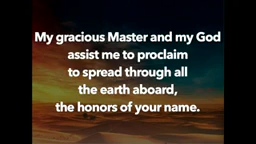 My gracious Master and my God
assist me to proclaim
to spread through all
the earth aboard,
the honors of your name.